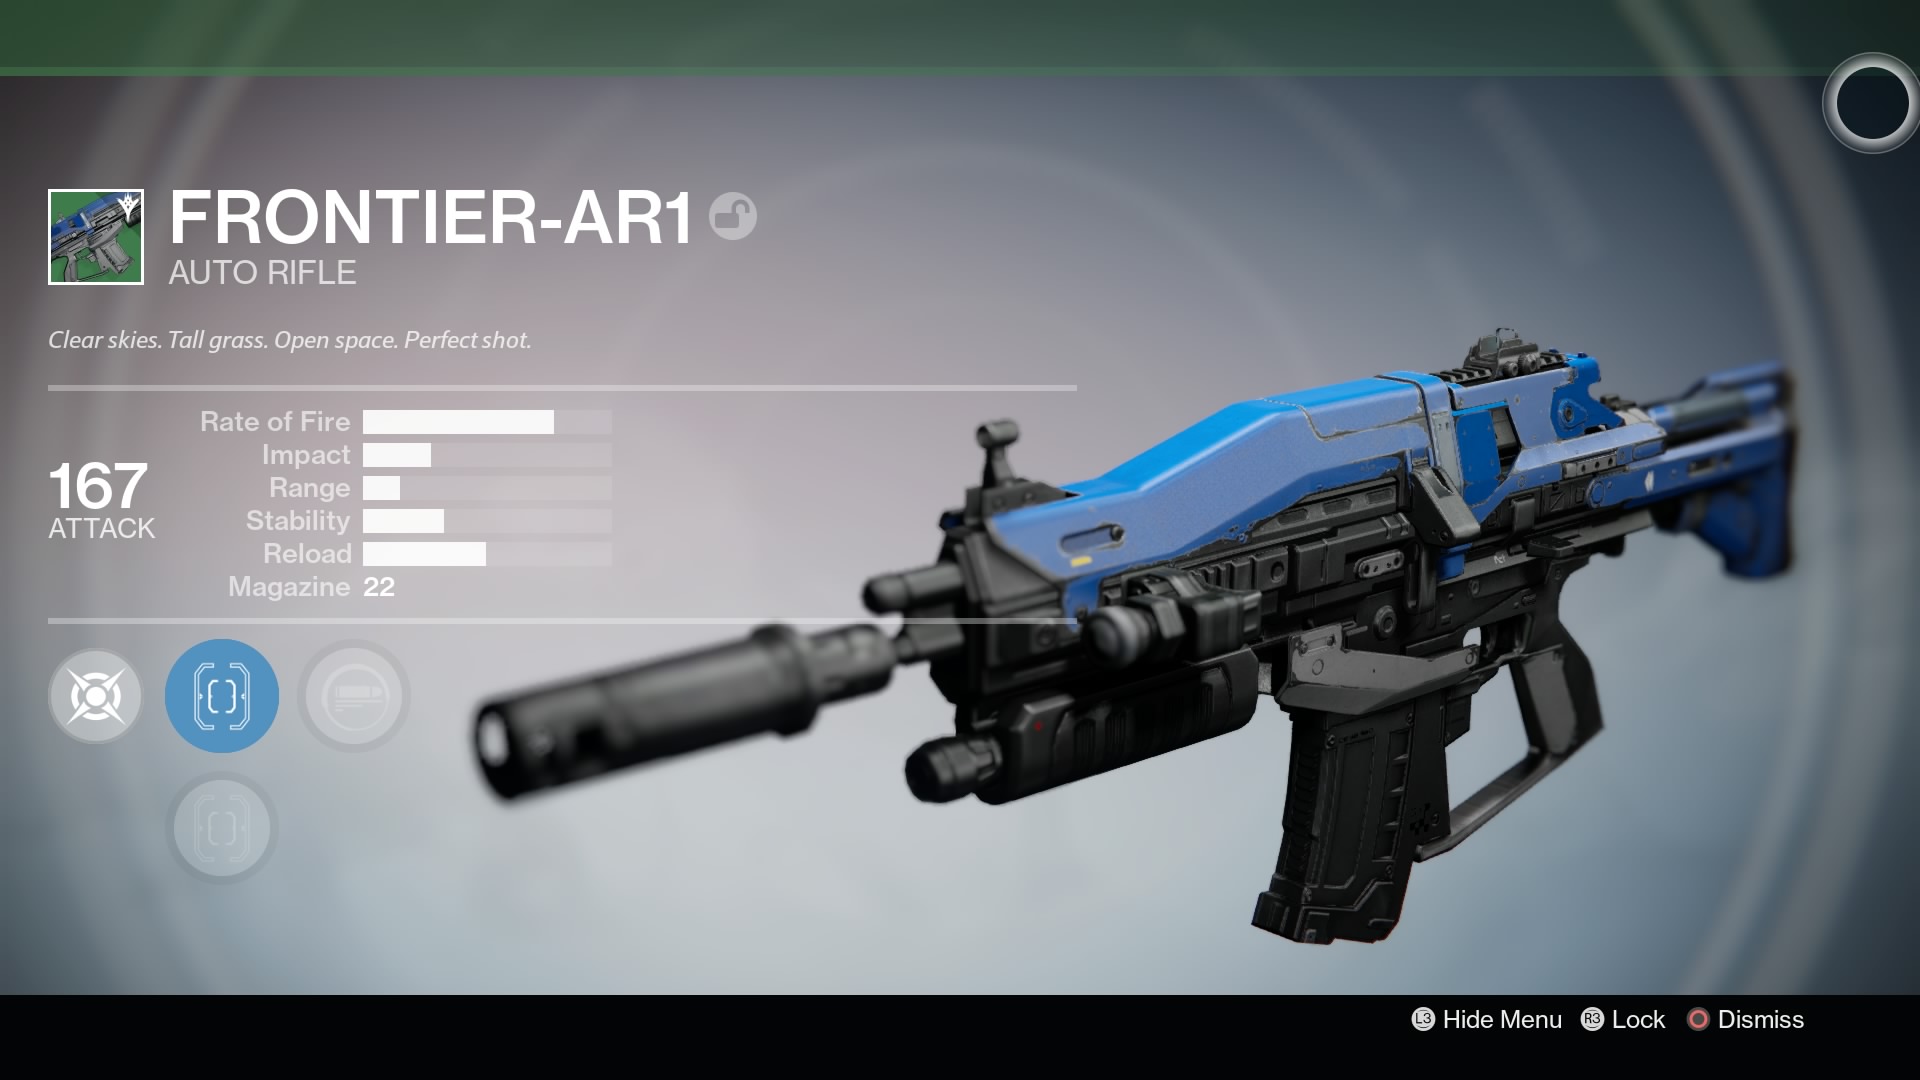 FRONTIER-AR1
AUTO RIFLE
Clear skies. Tall grass. Open space. Perfect shot.
167
ATTACK
Rate of Fire
Impact
Range
Stability
Reload
Magazine 22
L3 Hide Menu R3 Lock Dismiss